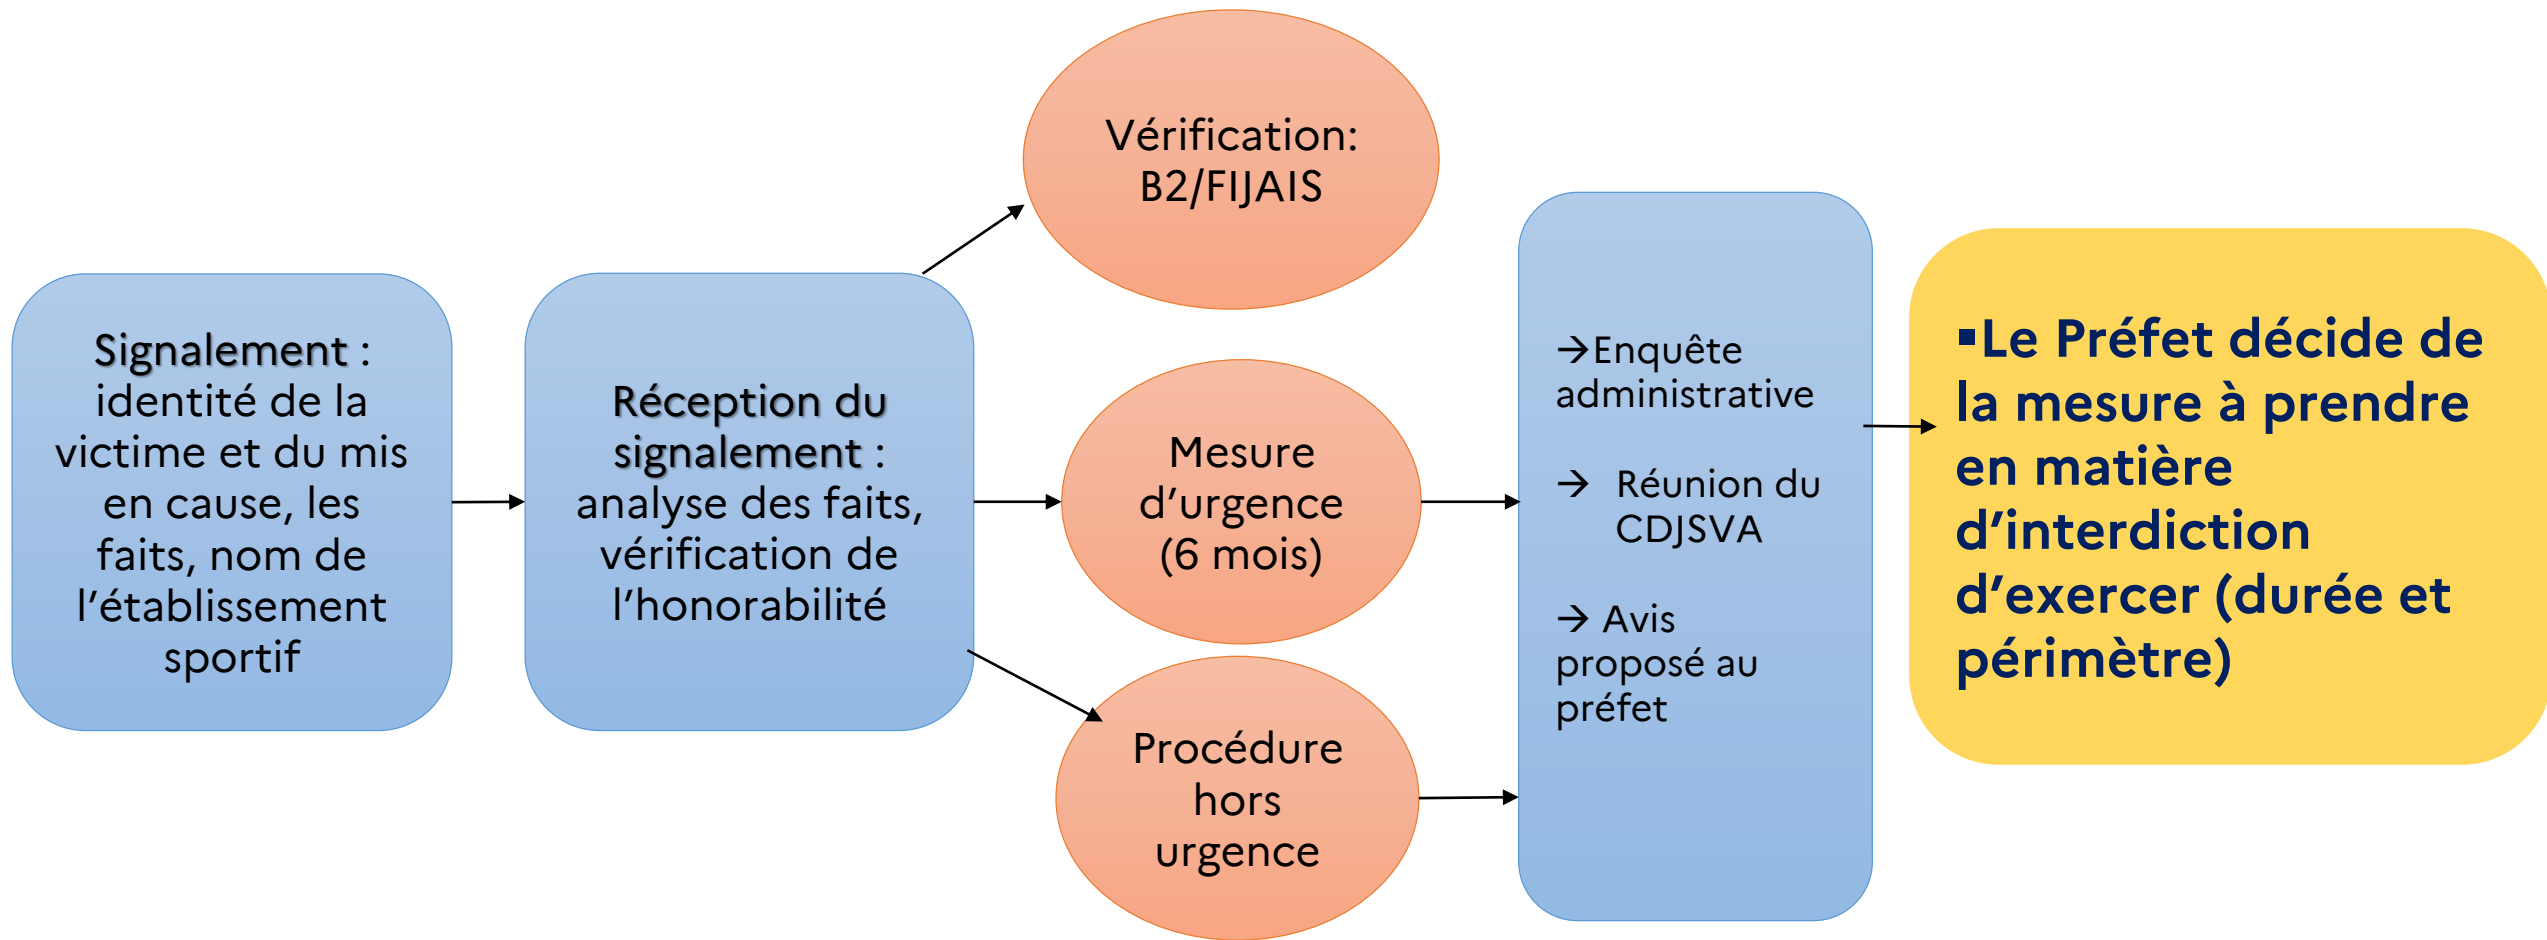 Signalement :
identité de la
victime et du mis
en cause, les
faits, nom de
l’établissement
sportif
Réception du
signalement :
analyse des faits,
vérification de
l’honorabilité
Vérification:
B2/FIJAIS
Mesure
d’urgence
(6 mois)
Procédure
hors
urgence
→Enquête
administrative
→ Réunion du
CDJSVA
→ Avis
proposé au
préfet
▪Le Préfet décide de
la mesure à prendre
en matière
d’interdiction
d’exercer (durée et
périmètre)